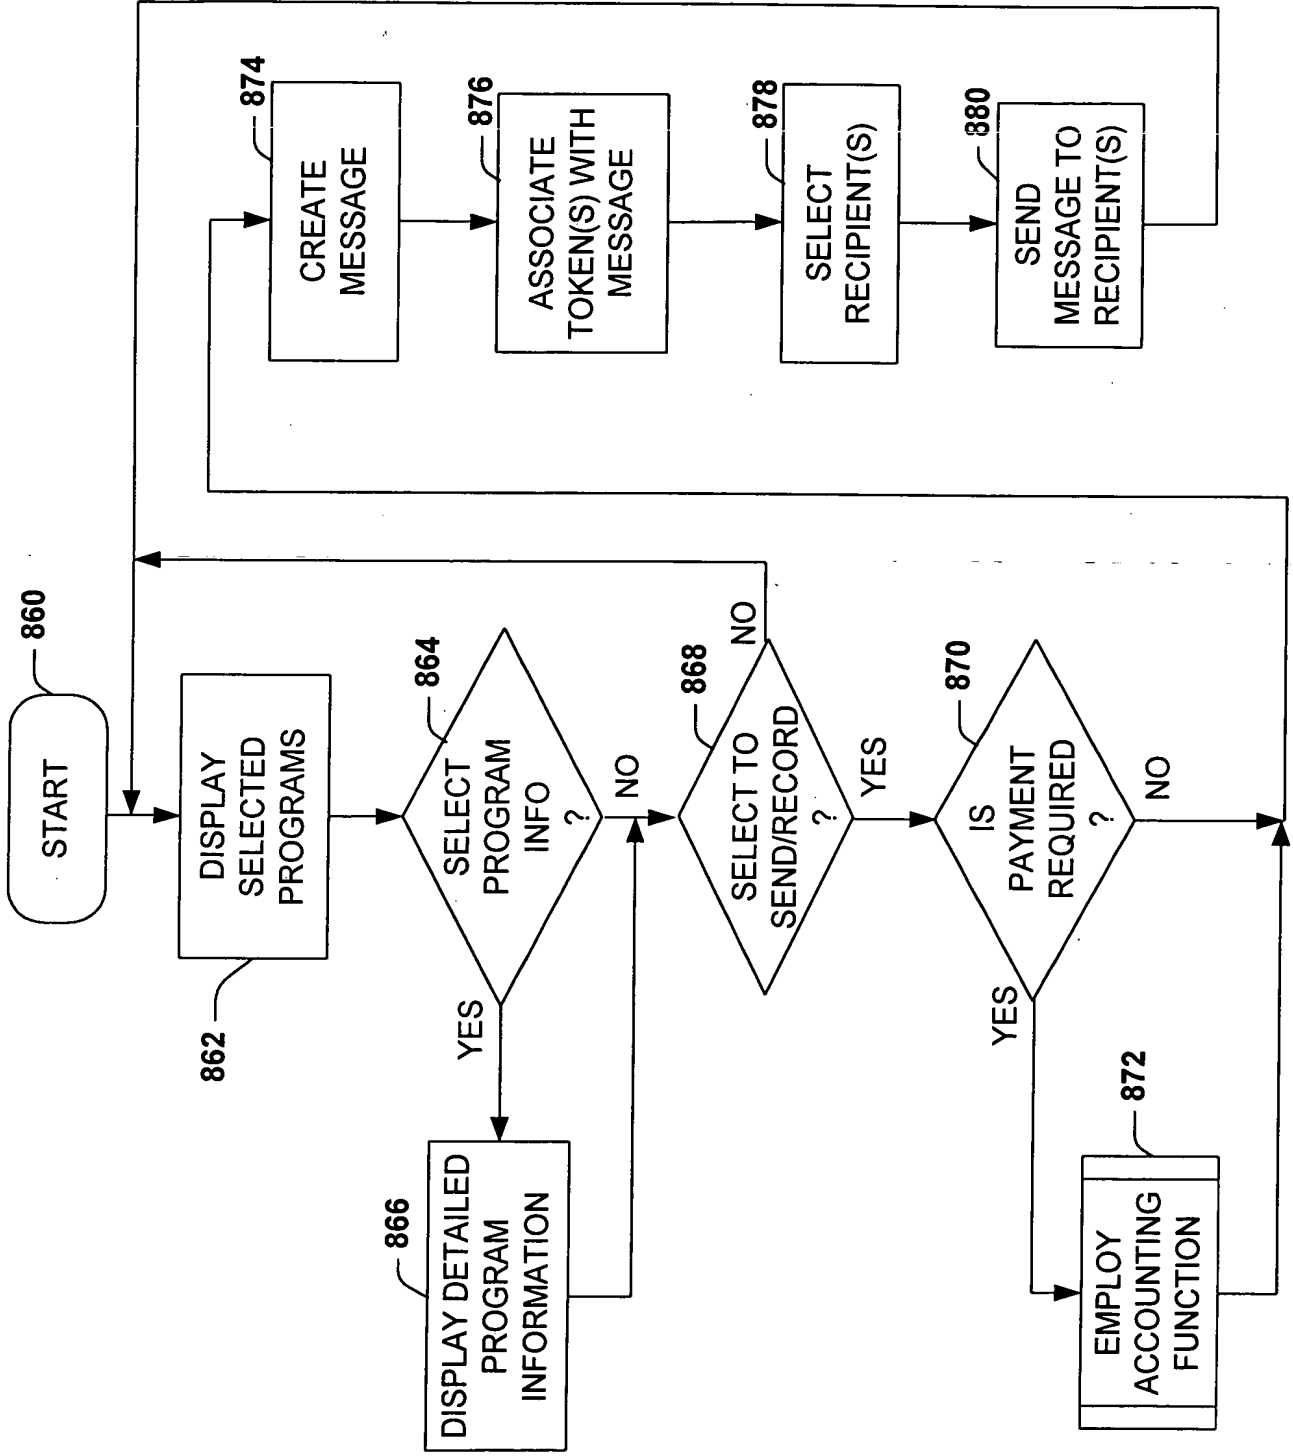 860
START
DISPLAY
SELECTED
PROGRAMS
862
864
SELECT
PROGRAM
INFO
?
YES
NO
866
DISPLAY DETAILED
PROGRAM
INFORMATION
868
SELECT TO
SEND/RECORD
?
NO
YES
870
IS
PAYMENT
REQUIRED
?
YES
NO
872
EMPLOY
ACCOUNTING
FUNCTION
874
CREATE
MESSAGE
876
ASSOCIATE
TOKEN(S) WITH
MESSAGE
878
SELECT
RECIPIENT(S)
880
SEND
MESSAGE TO
RECIPIENT(S)